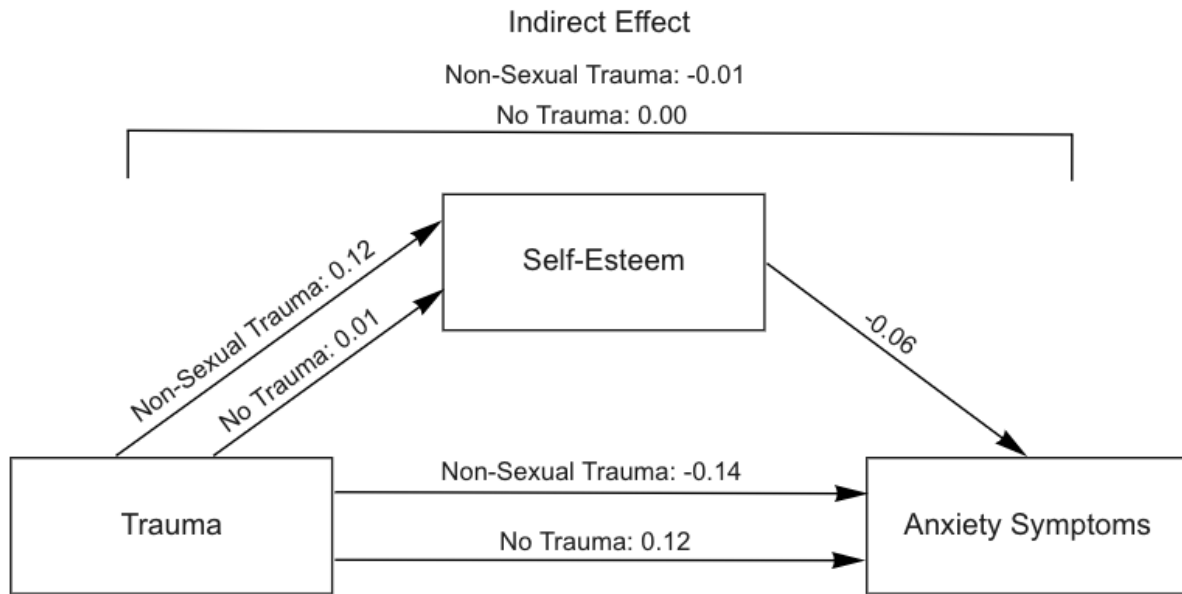 Indirect Effect
Non-Sexual Trauma: -0.01
No Trauma: 0.00
Self-Esteem
Non-Sexual Trauma: 0.12
No Trauma: 0.01
-0.06
Non-Sexual Trauma: -0.14
Trauma
Anxiety Symptoms
No Trauma: 0.12